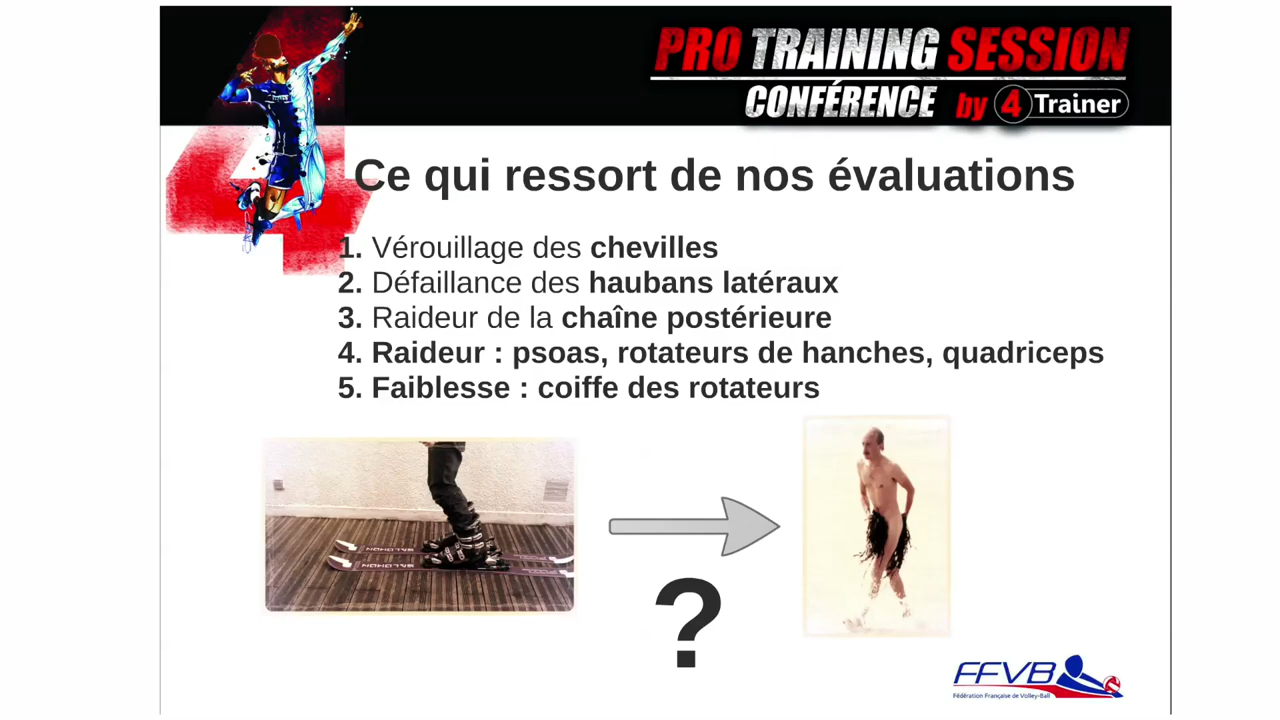 PRO TRAINING SESSION
CONFÉRENCE by 4 Trainer
Ce qui ressort de nos évaluations
1. Vérouillage des chevilles
2. Défaillance des haubans latéraux
3. Raideur de la chaîne postérieure
4. Raideur : psoas, rotateurs de hanches, quadriceps
5. Faiblesse : coiffe des rotateurs
SALOMON
SALOMON
?
FFVB
Fédération Française de Volley-Ball